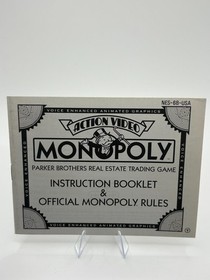 NES-6B-USA
VOICE ENHANCED ANIMATED GRAPHICS
ACTION VIDEO
MONOPOLY
PARKER BROTHERS REAL ESTATE TRADING GAME
INSTRUCTION BOOKLET
&
OFFICIAL MONOPOLY RULES
VOICE ENHANCED ANIMATED GRAPHICS